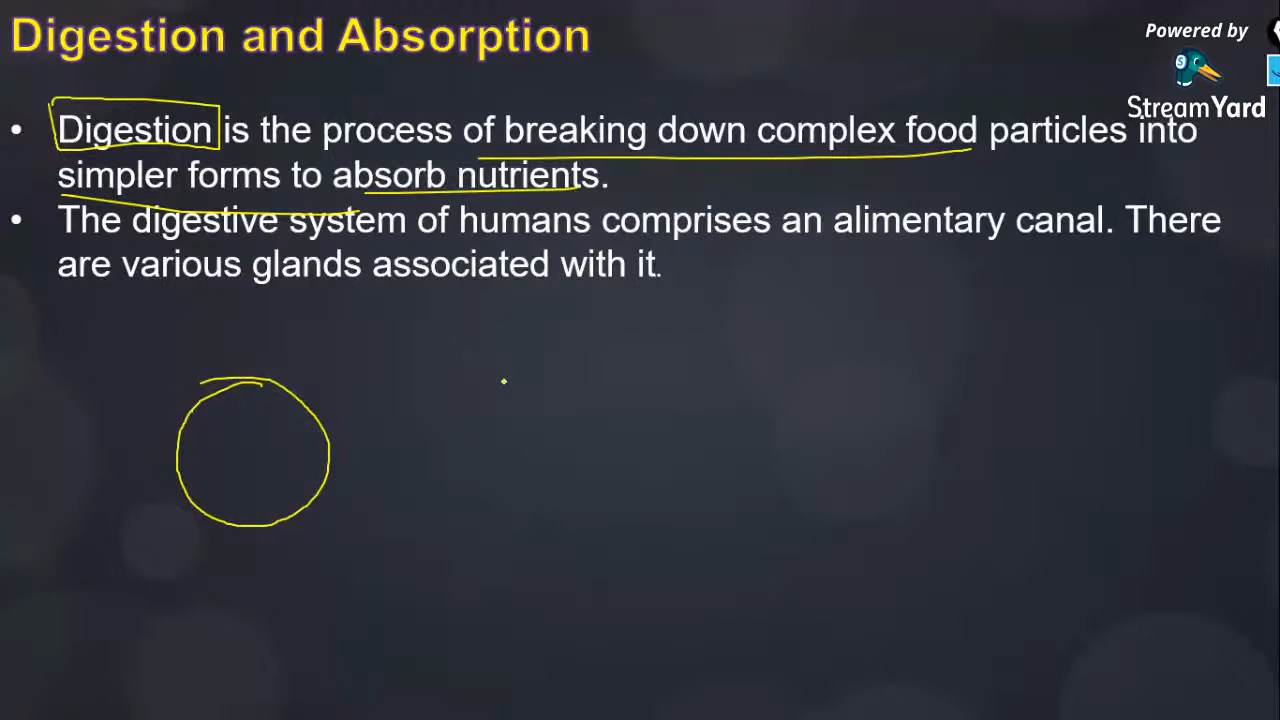 Digestion and Absorption
Powered by
StreamYard
• Digestion is the process of breaking down complex food particles into
simpler forms to absorb nutrients.
• The digestive system of humans comprises an alimentary canal. There
are various glands associated with it.